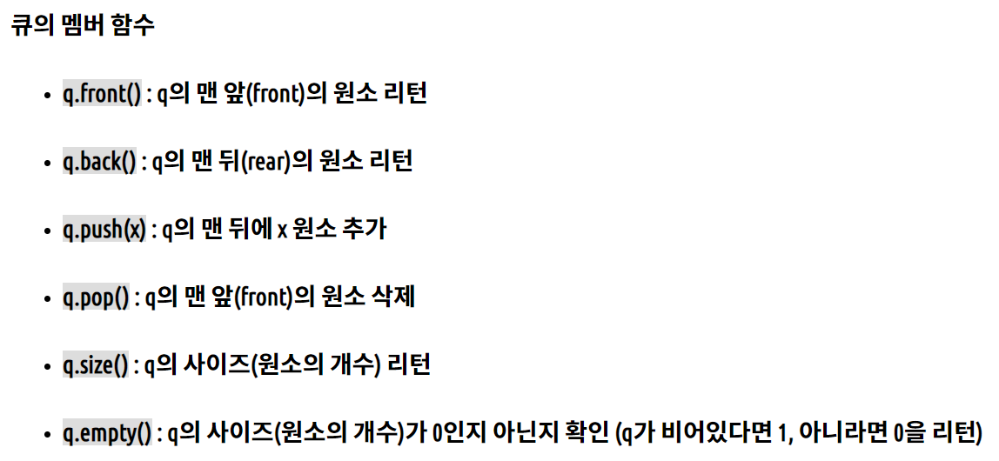 큐의 멤버 함수
• q.front() : q의 맨 앞(front)의 원소 리턴
• q.back() : q의 맨 뒤(rear)의 원소 리턴
• q.push(x) : q의 맨 뒤에 x 원소 추가
• q.pop() : q의 맨 앞(front)의 원소 삭제
• q.size() : q의 사이즈(원소의 개수) 리턴
• q.empty() : q의 사이즈(원소의 개수)가 0인지 아닌지 확인 (q가 비어있다면 1, 아니라면 0을 리턴)